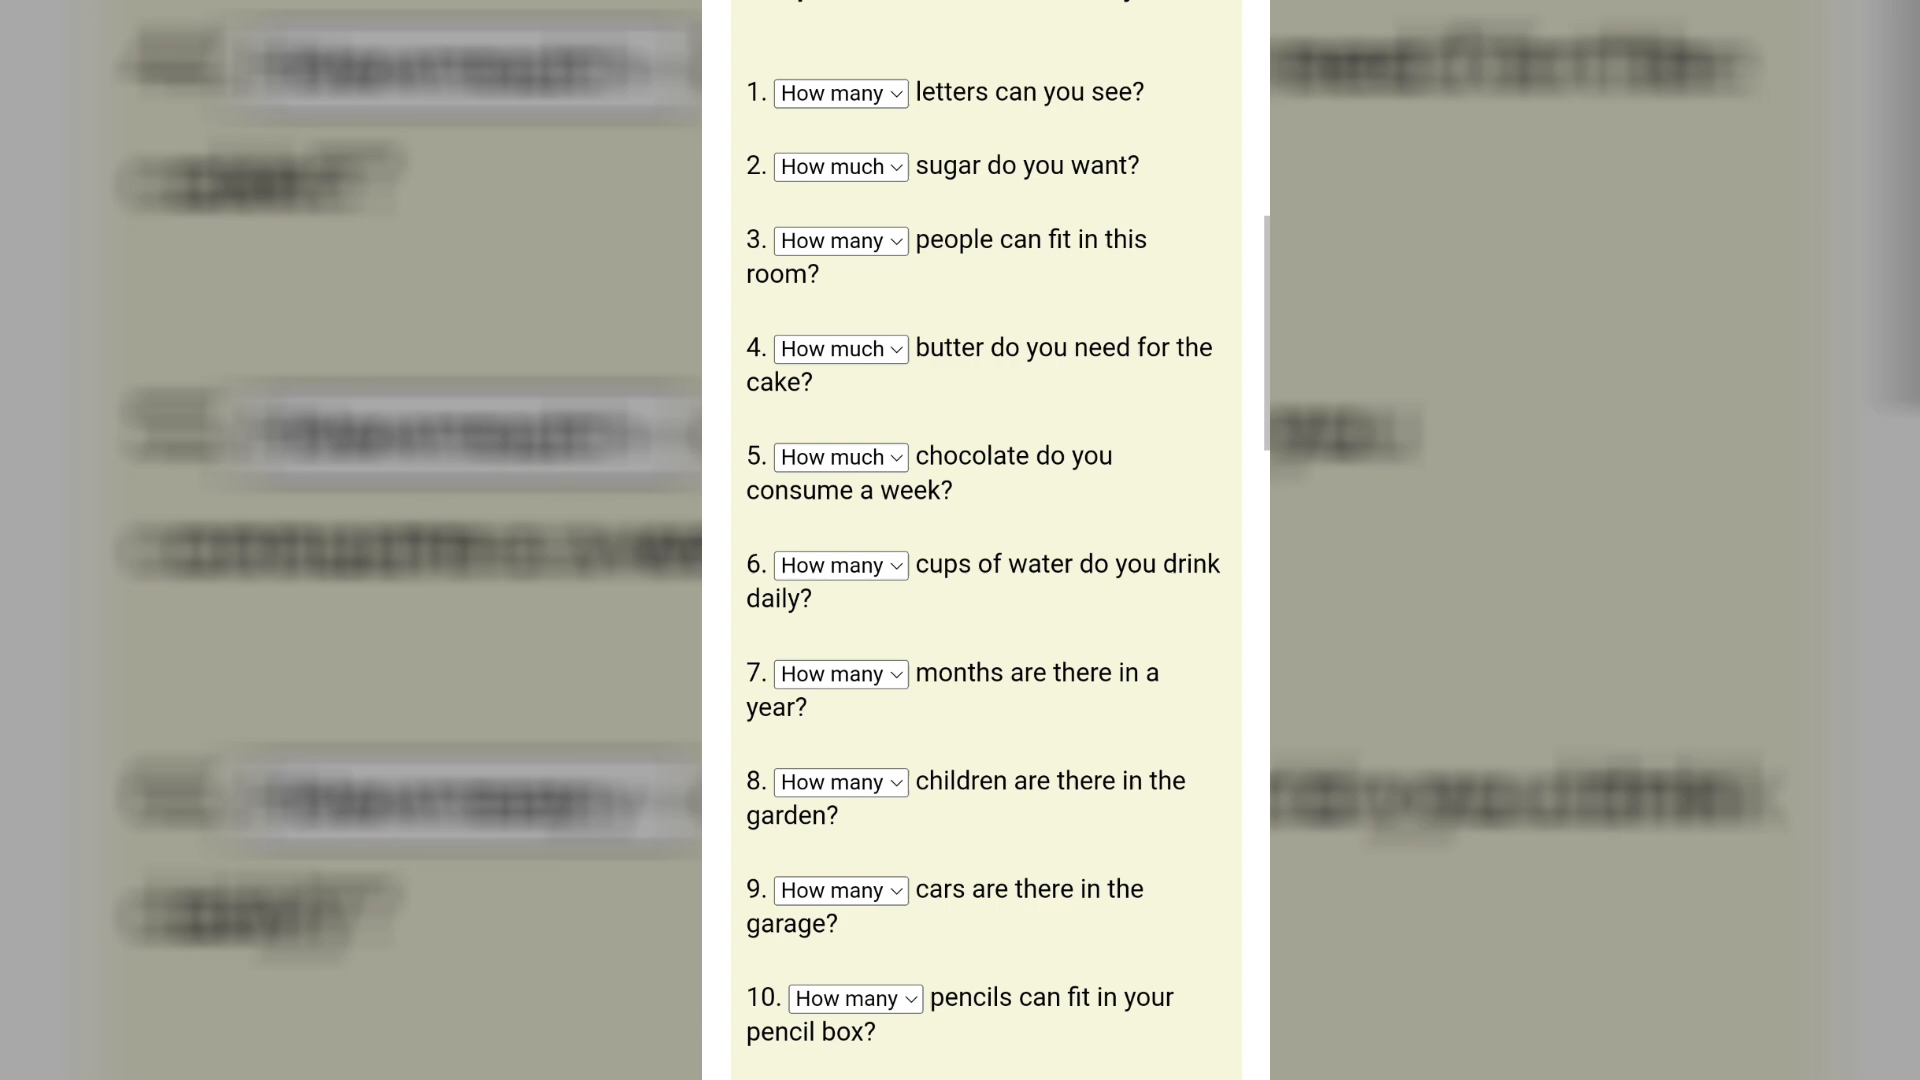 1. How many letters can you see?
2. How much sugar do you want?
3. How many people can fit in this
room?
4. How much butter do you need for the
cake?
5. How much chocolate do you
consume a week?
6. How many cups of water do you drink
daily?
7. How many months are there in a
year?
8. How many children are there in the
garden?
9. How many cars are there in the
garage?
10. How many pencils can fit in your
pencil box?